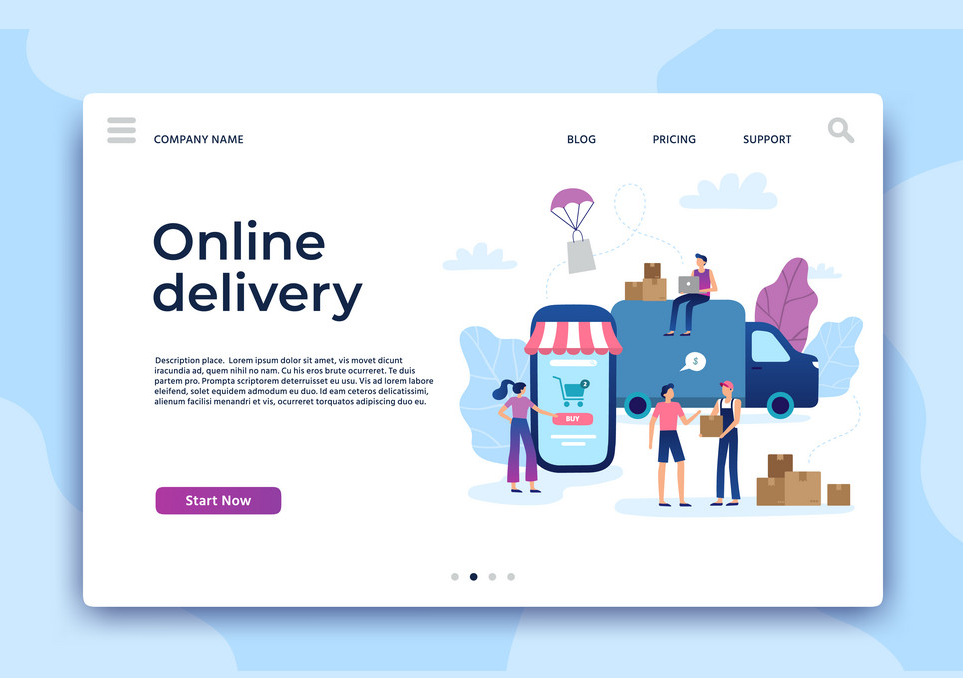 COMPANY NAME
BLOG
PRICING
SUPPORT
Online
delivery
Description place. Lorem ipsum dolor sit amet, vis movet dicunt
iracundia ad, quem nihil no nam. Cu his eros brute ocurreret. Te duis
partem pro. Prompta scriptorem deterruisset eu usu. Vis ad lorem labore
eleifend, solet equidem admodum eu duo. Id eam ceteros delicatissimi,
alienum facilisi menandri et vis, ocurreret torquatos adipiscing duo eu.
Start Now
2
BUY
$